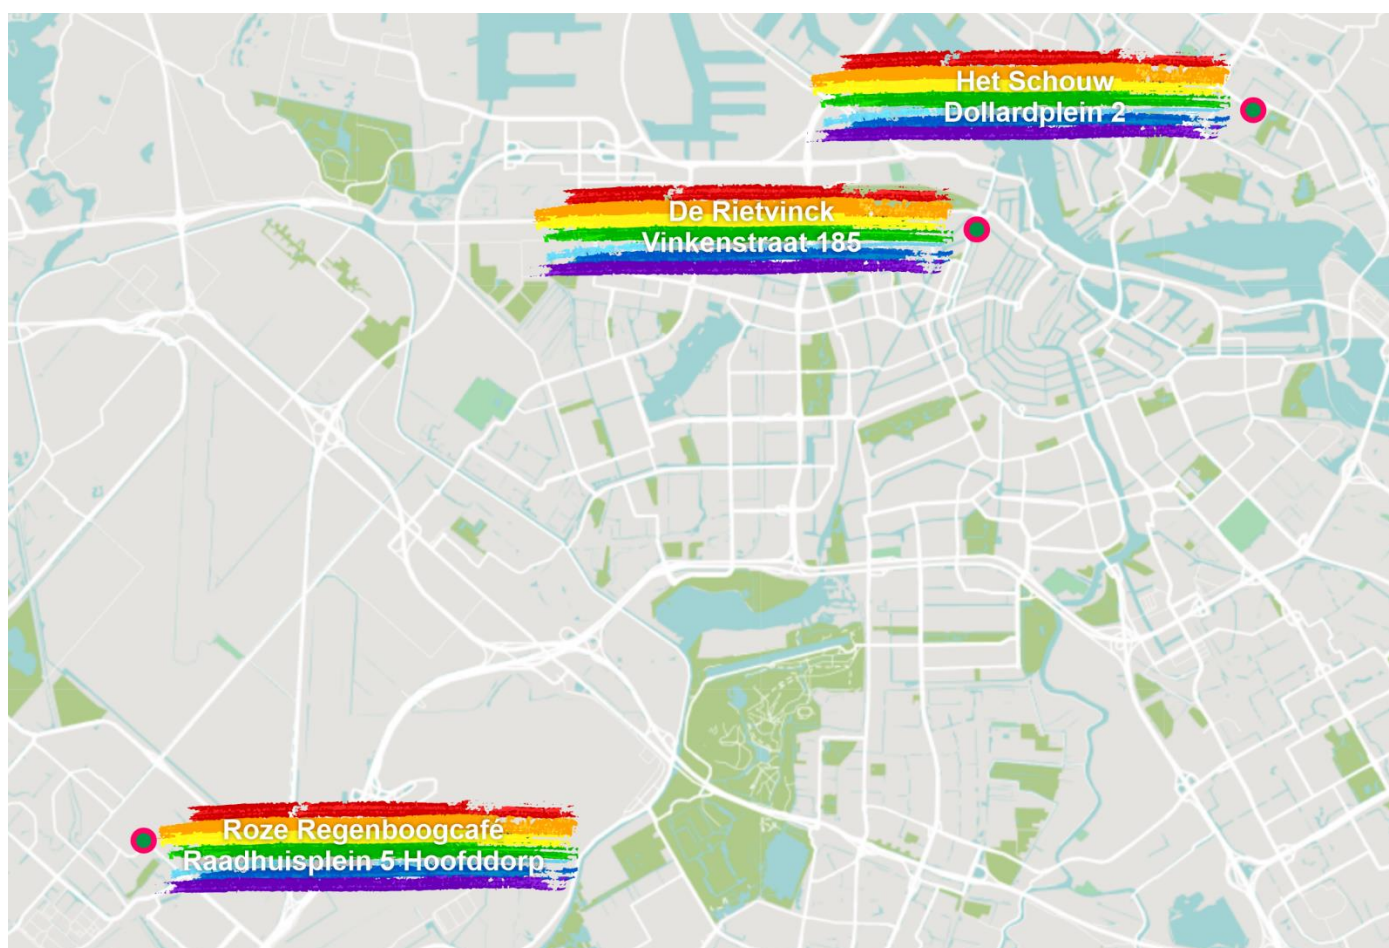 Het Schouw
Dollardplein 2
De Rietvinck
Vinkenstraat 185
Roze Regenboogcafé
Raadhuisplein 5 Hoofddorp